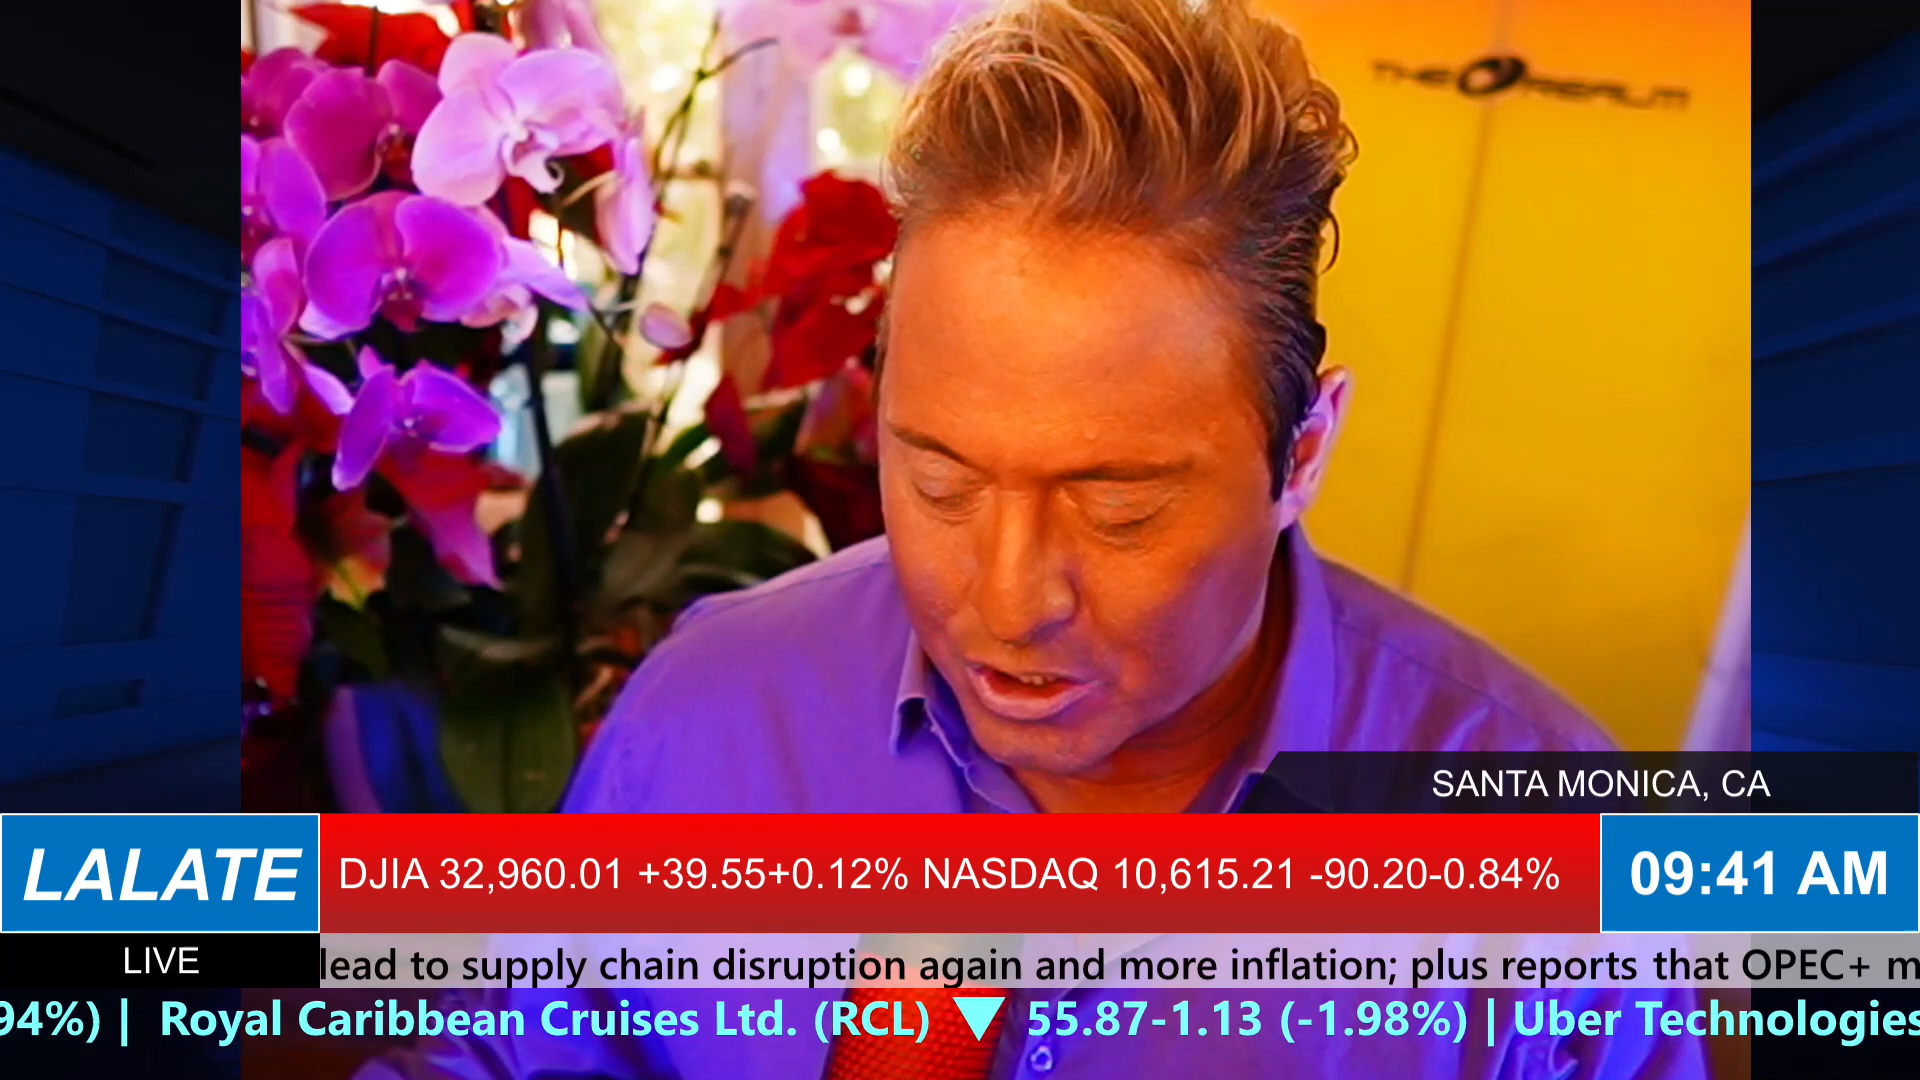 THE REALM
SANTA MONICA, CA
LALATE
DJIA 32,960.01 +39.55+0.12% NASDAQ 10,615.21 -90.20-0.84%
09:41 AM
LIVE
lead to supply chain disruption again and more inflation; plus reports that OPEC+ m
94%) | Royal Caribbean Cruises Ltd. (RCL) ▼ 55.87-1.13 (-1.98%) | Uber Technologies